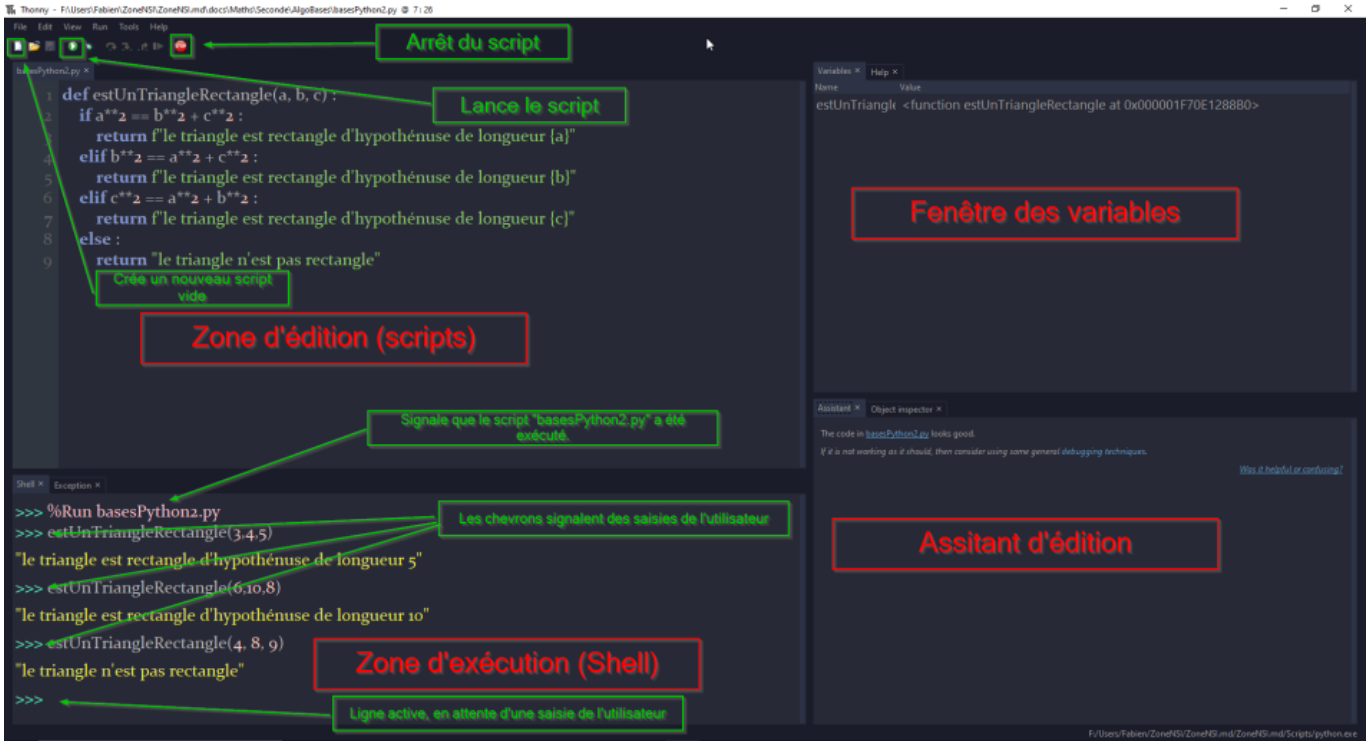 Thonny - F:\Users\Fabien\ZoneNSI\ZoneNSI.md\docs\Maths\Seconde\AlgoBases\basesPython2.py @ 7 : 26
File Edit View Run Tools Help
Arrêt du script
basesPython2.py ×
Lance le script
1 def estUnTriangleRectangle(a, b, c) :
2 if a**2 == b**2 + c**2 :
3 return f"le triangle est rectangle d'hypothénuse de longueur {a}"
4 elif b**2 == a**2 + c**2 :
5 return f"le triangle est rectangle d'hypothénuse de longueur {b}"
6 elif c**2 == a**2 + b**2 :
7 return f"le triangle est rectangle d'hypothénuse de longueur {c}"
8 else :
9 return "le triangle n'est pas rectangle"
Crée un nouveau script
vide
Zone d'édition (scripts)
Signale que le script "basesPython2.py" a été
exécuté.
Shell × Exception ×
>>> %Run basesPython2.py
>>> estUnTriangleRectangle(3,4,5)
Les chevrons signalent des saisies de l'utilisateur
"le triangle est rectangle d'hypothénuse de longueur 5"
>>> estUnTriangleRectangle(6,10,8)
"le triangle est rectangle d'hypothénuse de longueur 10"
>>> estUnTriangleRectangle(4, 8, 9)
"le triangle n'est pas rectangle"
Zone d'exécution (Shell)
>>>
Ligne active, en attente d'une saisie de l'utilisateur
Variables × Help ×
Name Value
estUnTriangle <function estUnTriangleRectangle at 0x000001F70E1288B0>
Fenêtre des variables
Assistant × Object inspector ×
The code in basesPython2.py looks good.
If it is not working as it should, then consider using some general debugging techniques.
Was it helpful or confusing?
Assitant d'édition
F:/Users/Fabien/ZoneNSI/ZoneNSI.md/ZoneNSI.md/Scripts/python.exe